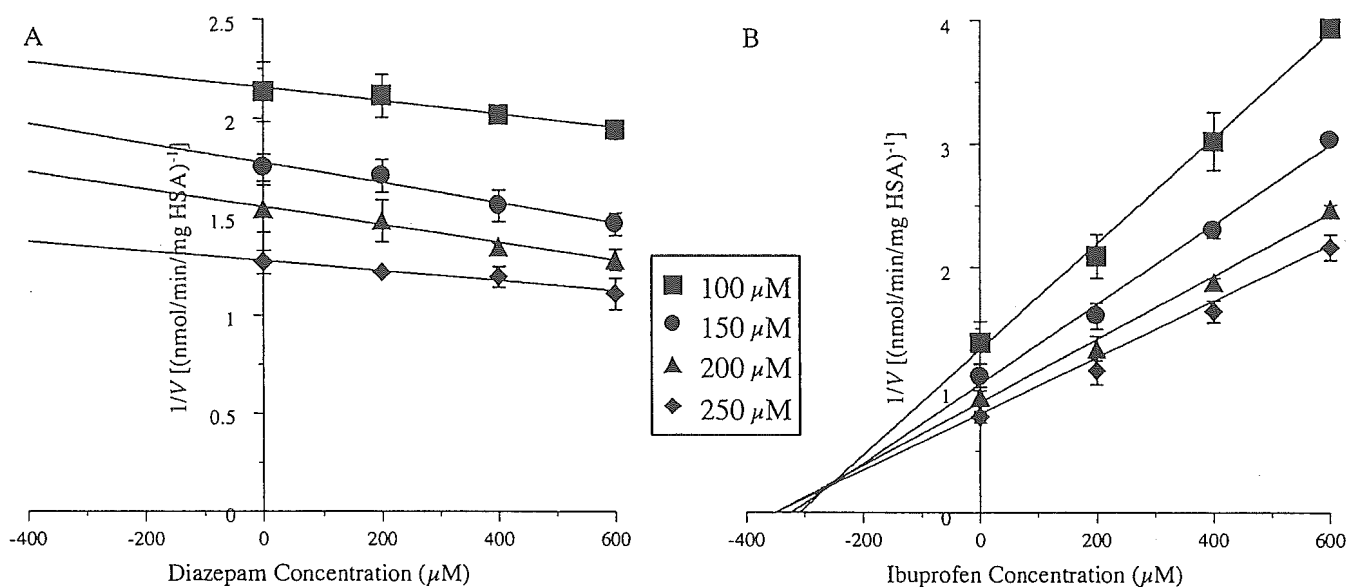 A
2.5
2
1.5
1
0.5
0
1/V [(nmol/min/mg HSA)⁻¹]
-400
-200
0
200
400
600
Diazepam Concentration (µM)
100 µM
150 µM
200 µM
250 µM
B
4
3
2
1
0
1/V [(nmol/min/mg HSA)⁻¹]
-400
-200
0
200
400
600
Ibuprofen Concentration (µM)